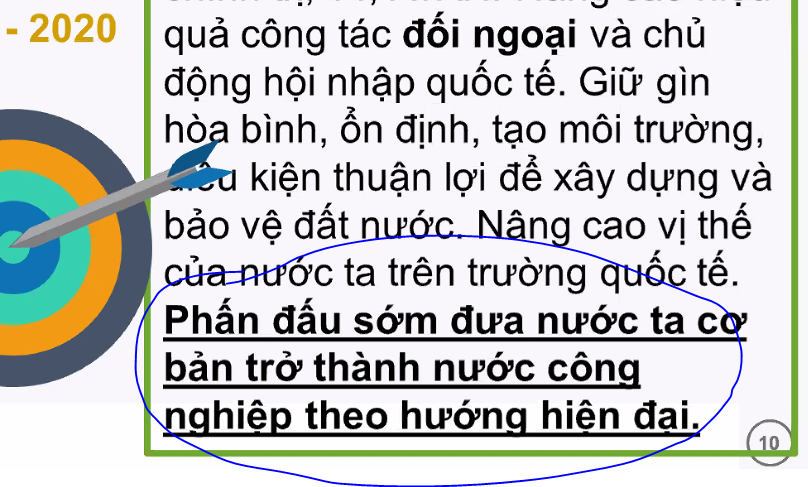 - 2020
quả công tác đối ngoại và chủ
động hội nhập quốc tế. Giữ gìn
hòa bình, ổn định, tạo môi trường,
kiện thuận lợi để xây dựng và
bảo vệ đất nước. Nâng cao vị thế
của nước ta trên trường quốc tế.
Phấn đấu sớm đưa nước ta cơ
bản trở thành nước công
nghiệp theo hướng hiện đại.
10